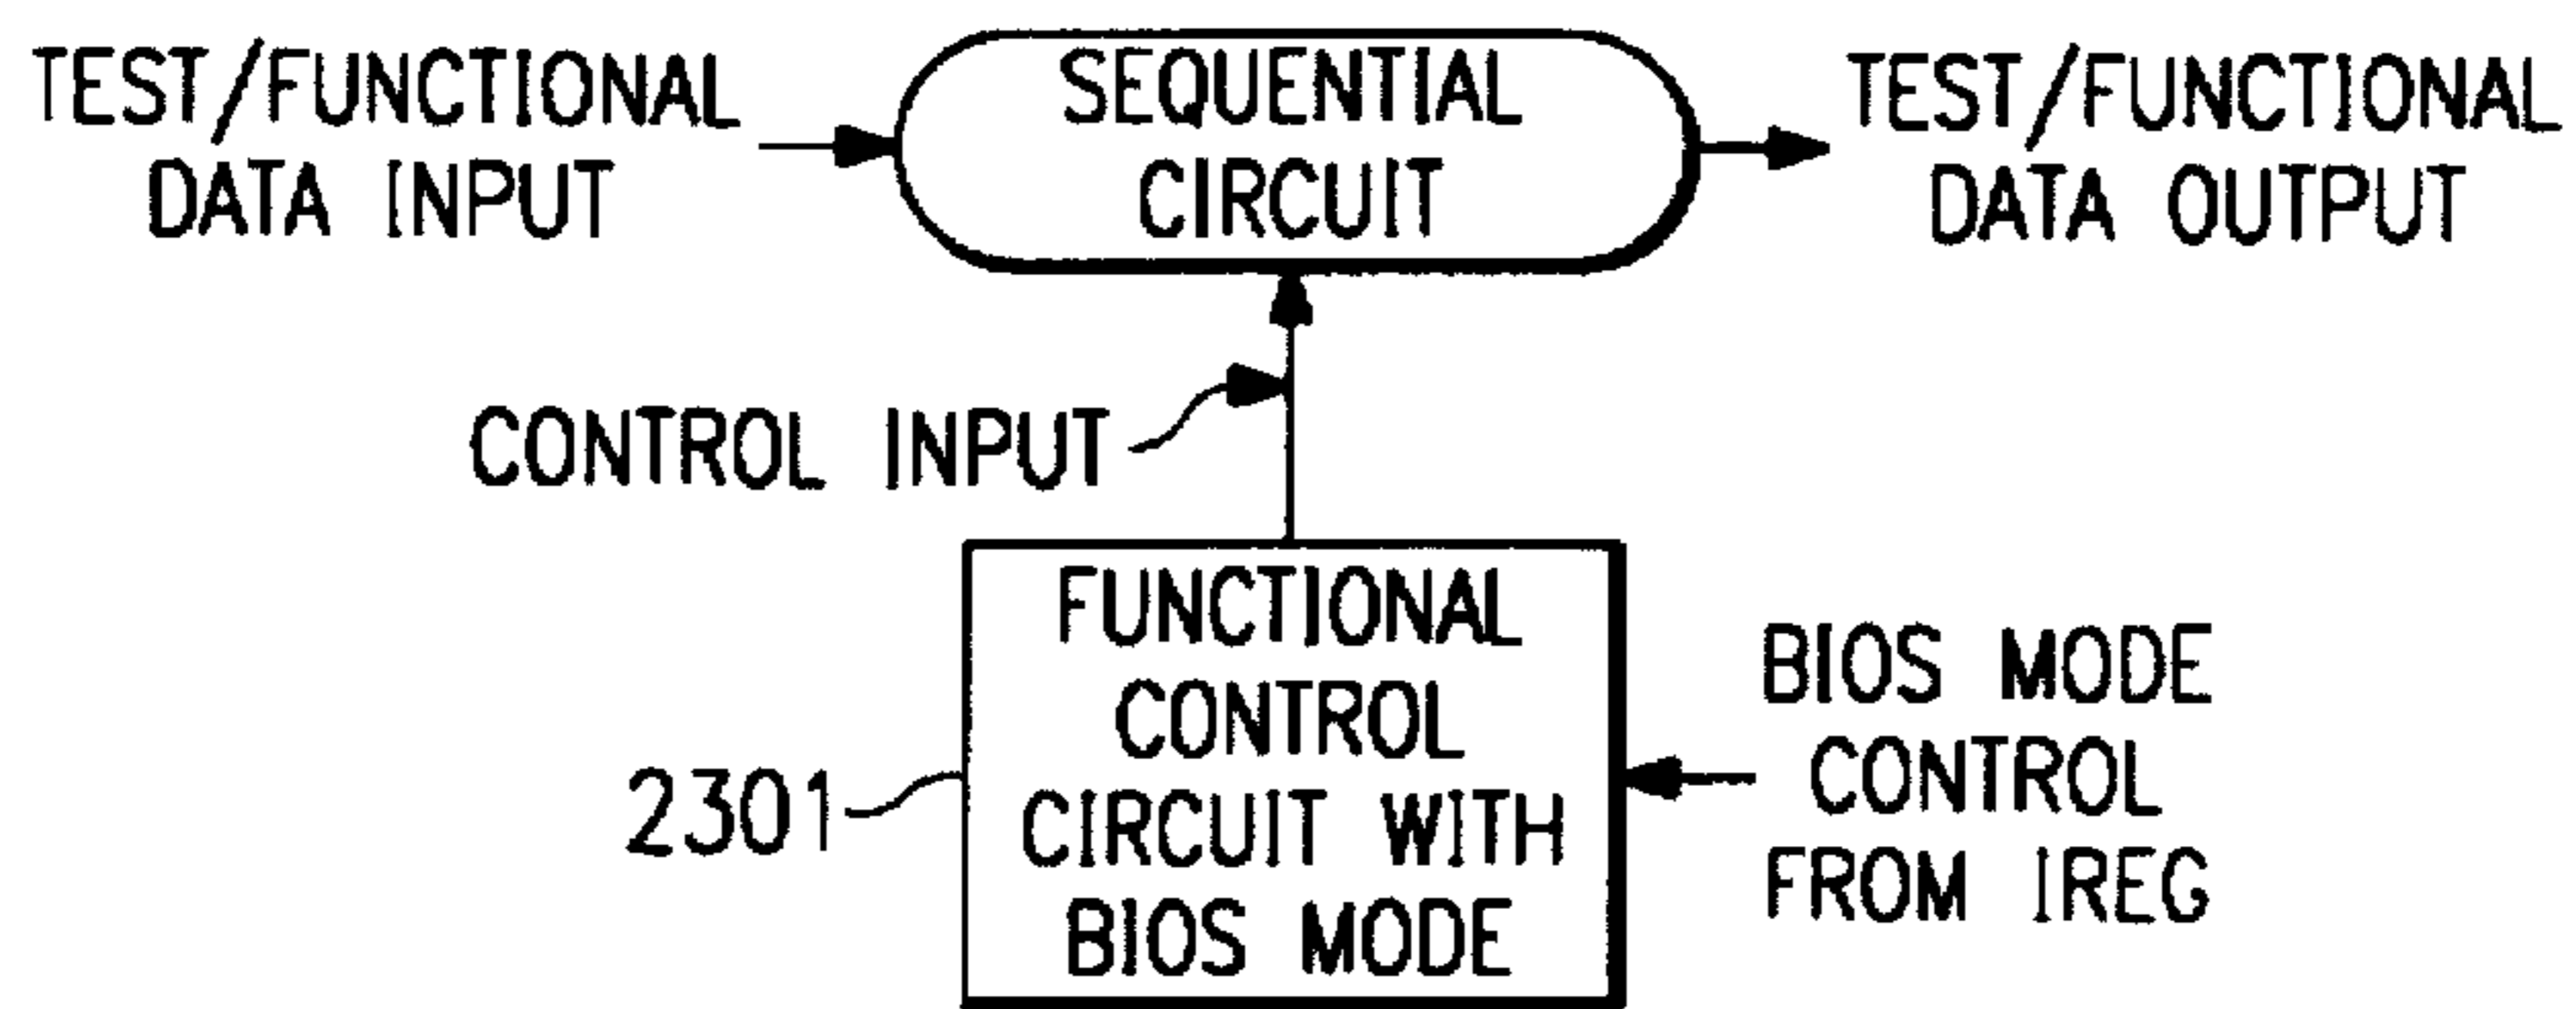 TEST/FUNCTIONAL
DATA INPUT
SEQUENTIAL
CIRCUIT
TEST/FUNCTIONAL
DATA OUTPUT
CONTROL INPUT
FUNCTIONAL
CONTROL
CIRCUIT WITH
BIOS MODE
2301
BIOS MODE
CONTROL
FROM IREG